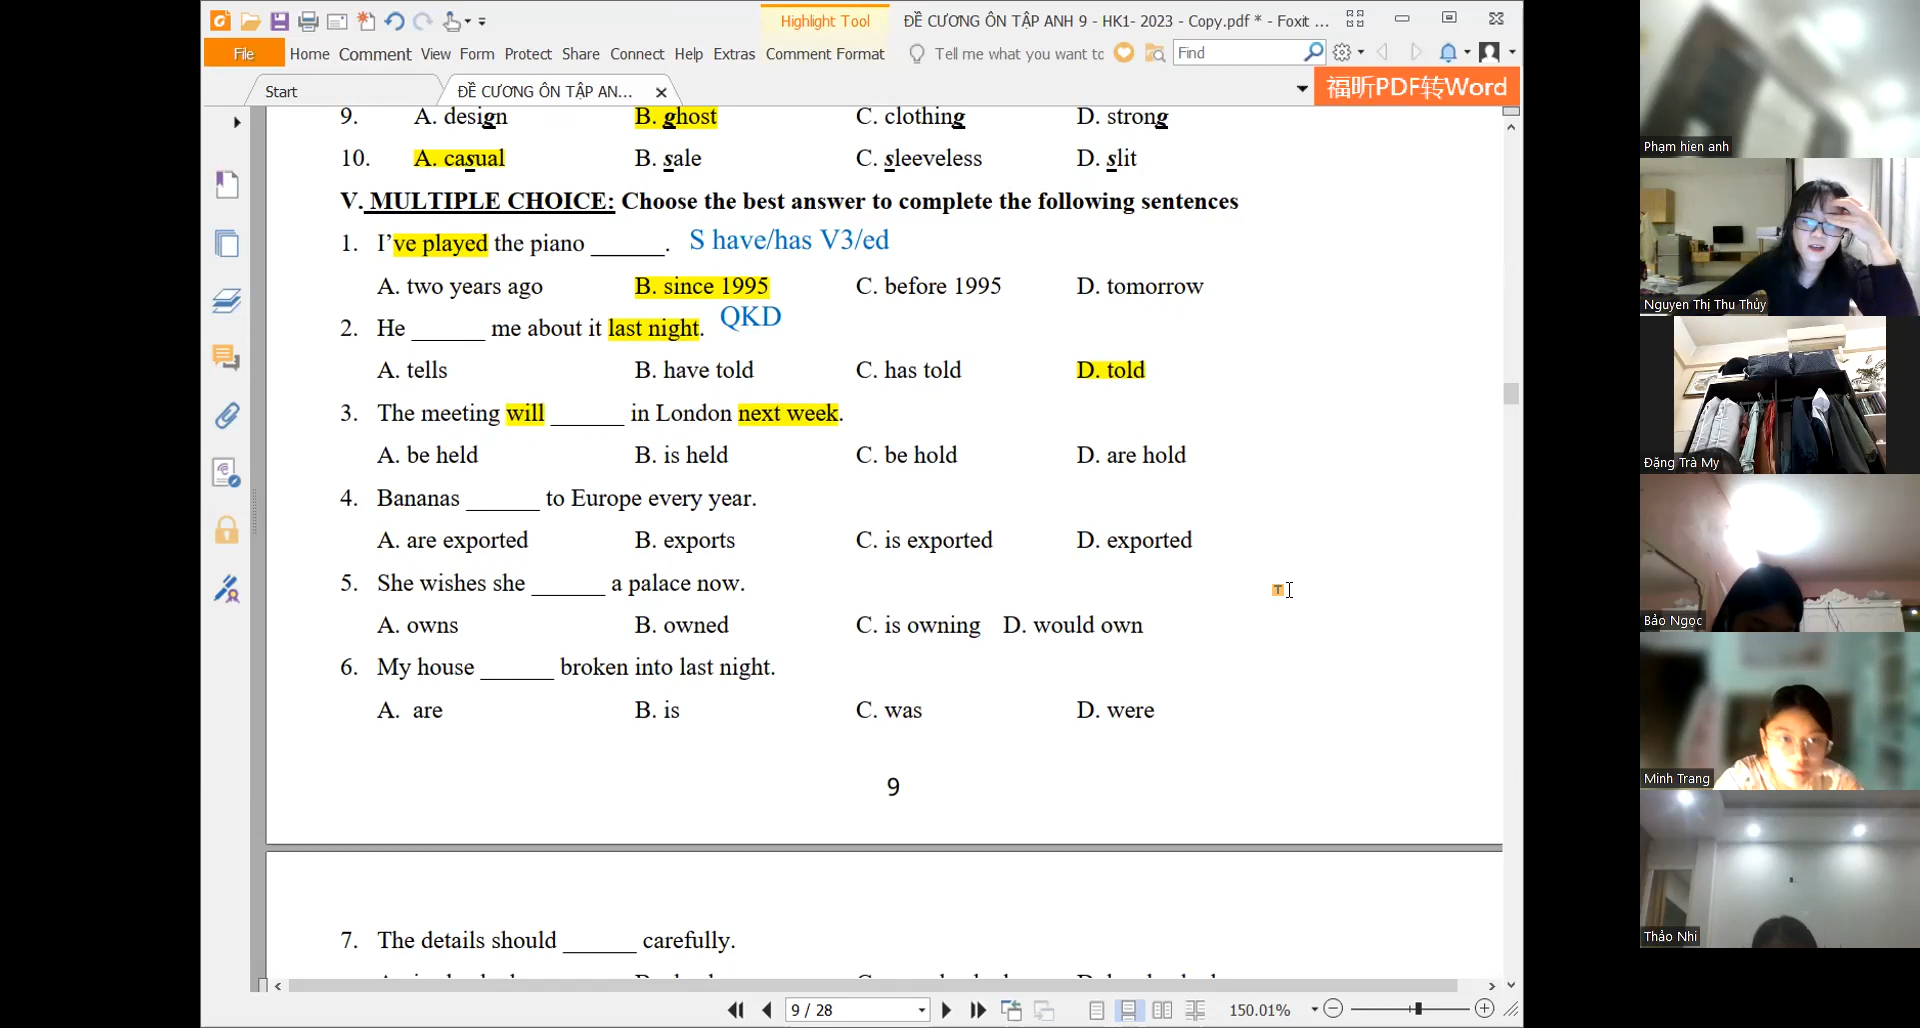 Highlight Tool
ĐỀ CƯƠNG ÔN TẬP ANH 9 - HK1- 2023 - Copy.pdf * - Foxit ...
File Home Comment View Form Protect Share Connect Help Extras Comment Format Tell me what you want to Find
Start ĐỀ CƯƠNG ÔN TẬP AN... 福昕PDF转Word
9. A. design B. ghost C. clothing D. strong
10. A. casual B. sale C. sleeveless D. slit
V. MULTIPLE CHOICE: Choose the best answer to complete the following sentences
1. I've played the piano ______. S have/has V3/ed
A. two years ago B. since 1995 C. before 1995 D. tomorrow
2. He ______ me about it last night. QKD
A. tells B. have told C. has told D. told
3. The meeting will ______ in London next week.
A. be held B. is held C. be hold D. are hold
4. Bananas ______ to Europe every year.
A. are exported B. exports C. is exported D. exported
5. She wishes she ______ a palace now.
A. owns B. owned C. is owning D. would own
6. My house ______ broken into last night.
A. are B. is C. was D. were
9
7. The details should ______ carefully.
9 / 28 150.01%
Phạm hien anh
Nguyen Thị Thu Thủy
Đặng Trà My
Bảo Ngọc
Minh Trang
Thảo Nhi